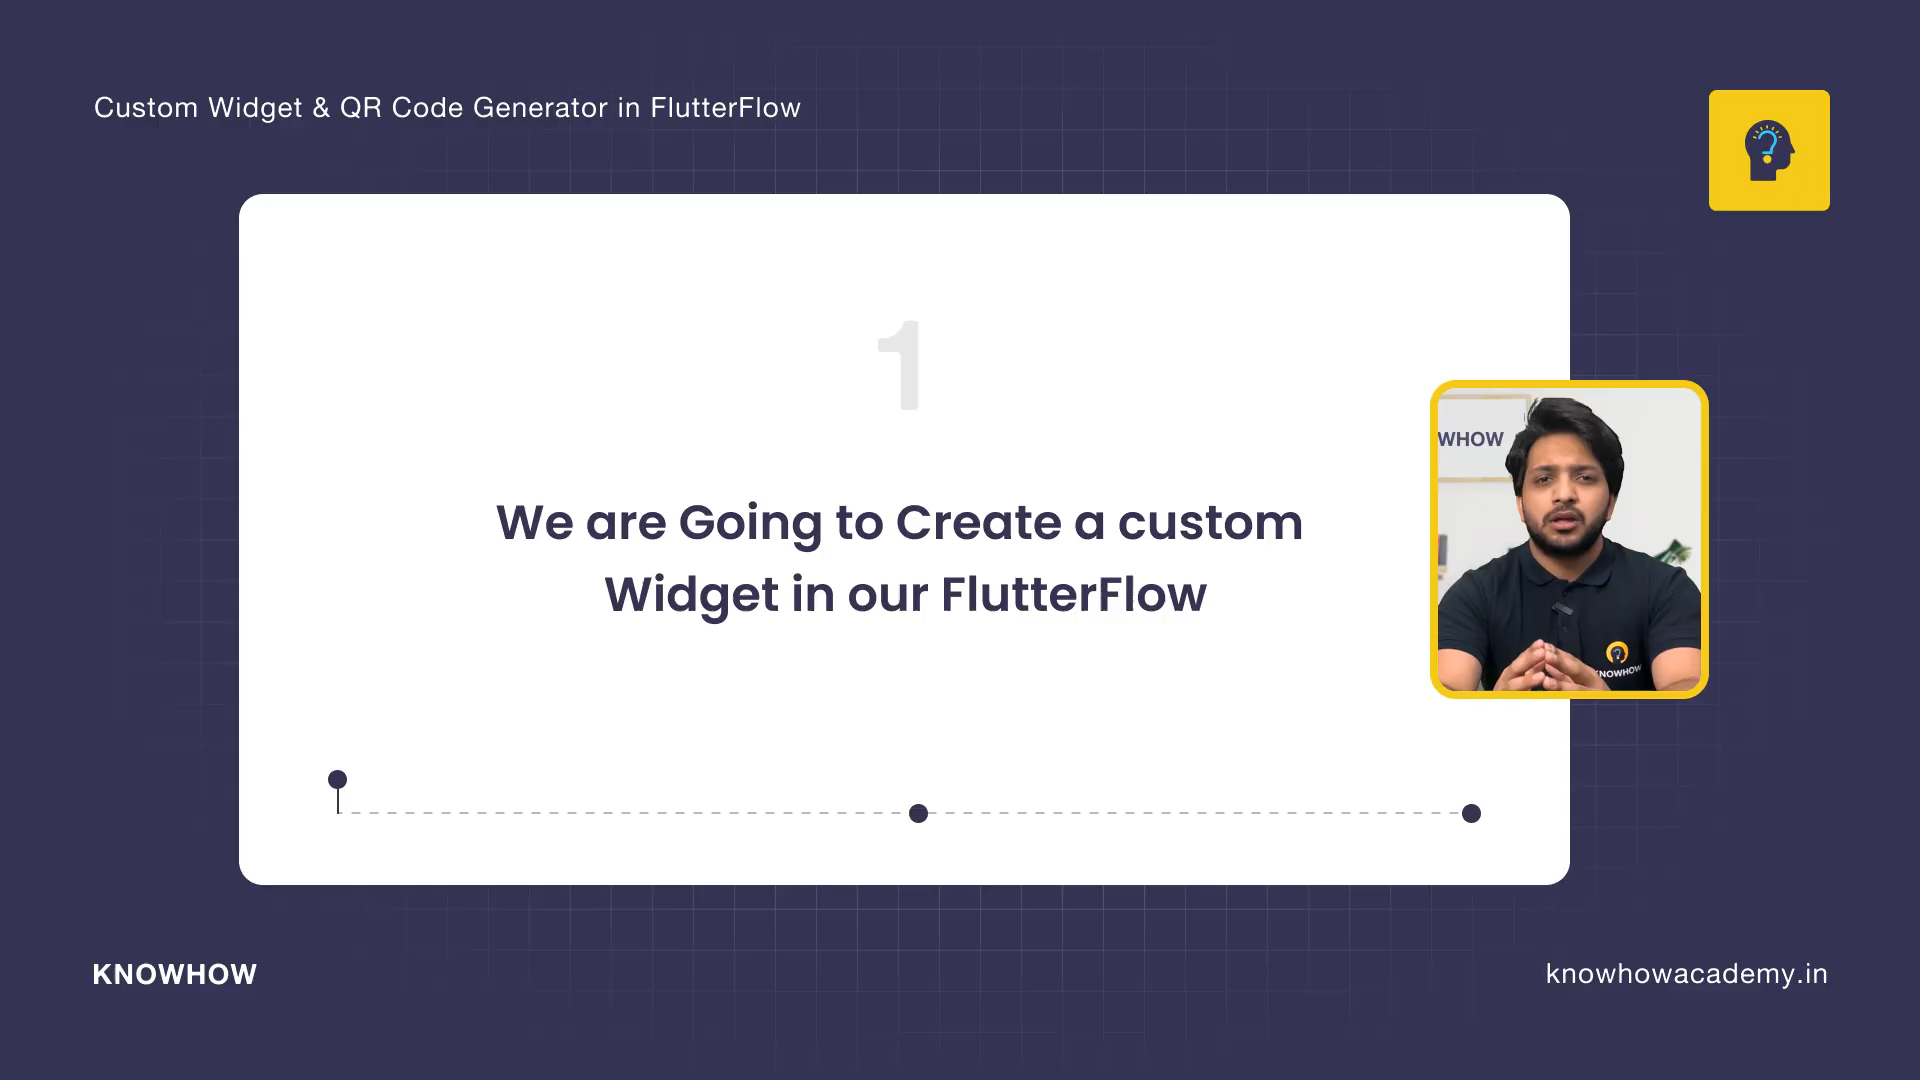 Custom Widget & QR Code Generator in FlutterFlow
1
We are Going to Create a custom
Widget in our FlutterFlow
WHOW
KNOWHOW
KNOWHOW
knowhowacademy.in